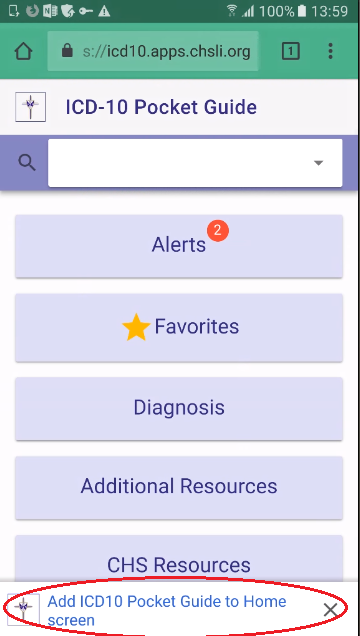 100% 13:59
s://icd10.apps.chsli.org 1
ICD-10 Pocket Guide
Alerts 2
Favorites
Diagnosis
Additional Resources
CHS Resources
Add ICD10 Pocket Guide to Home
screen